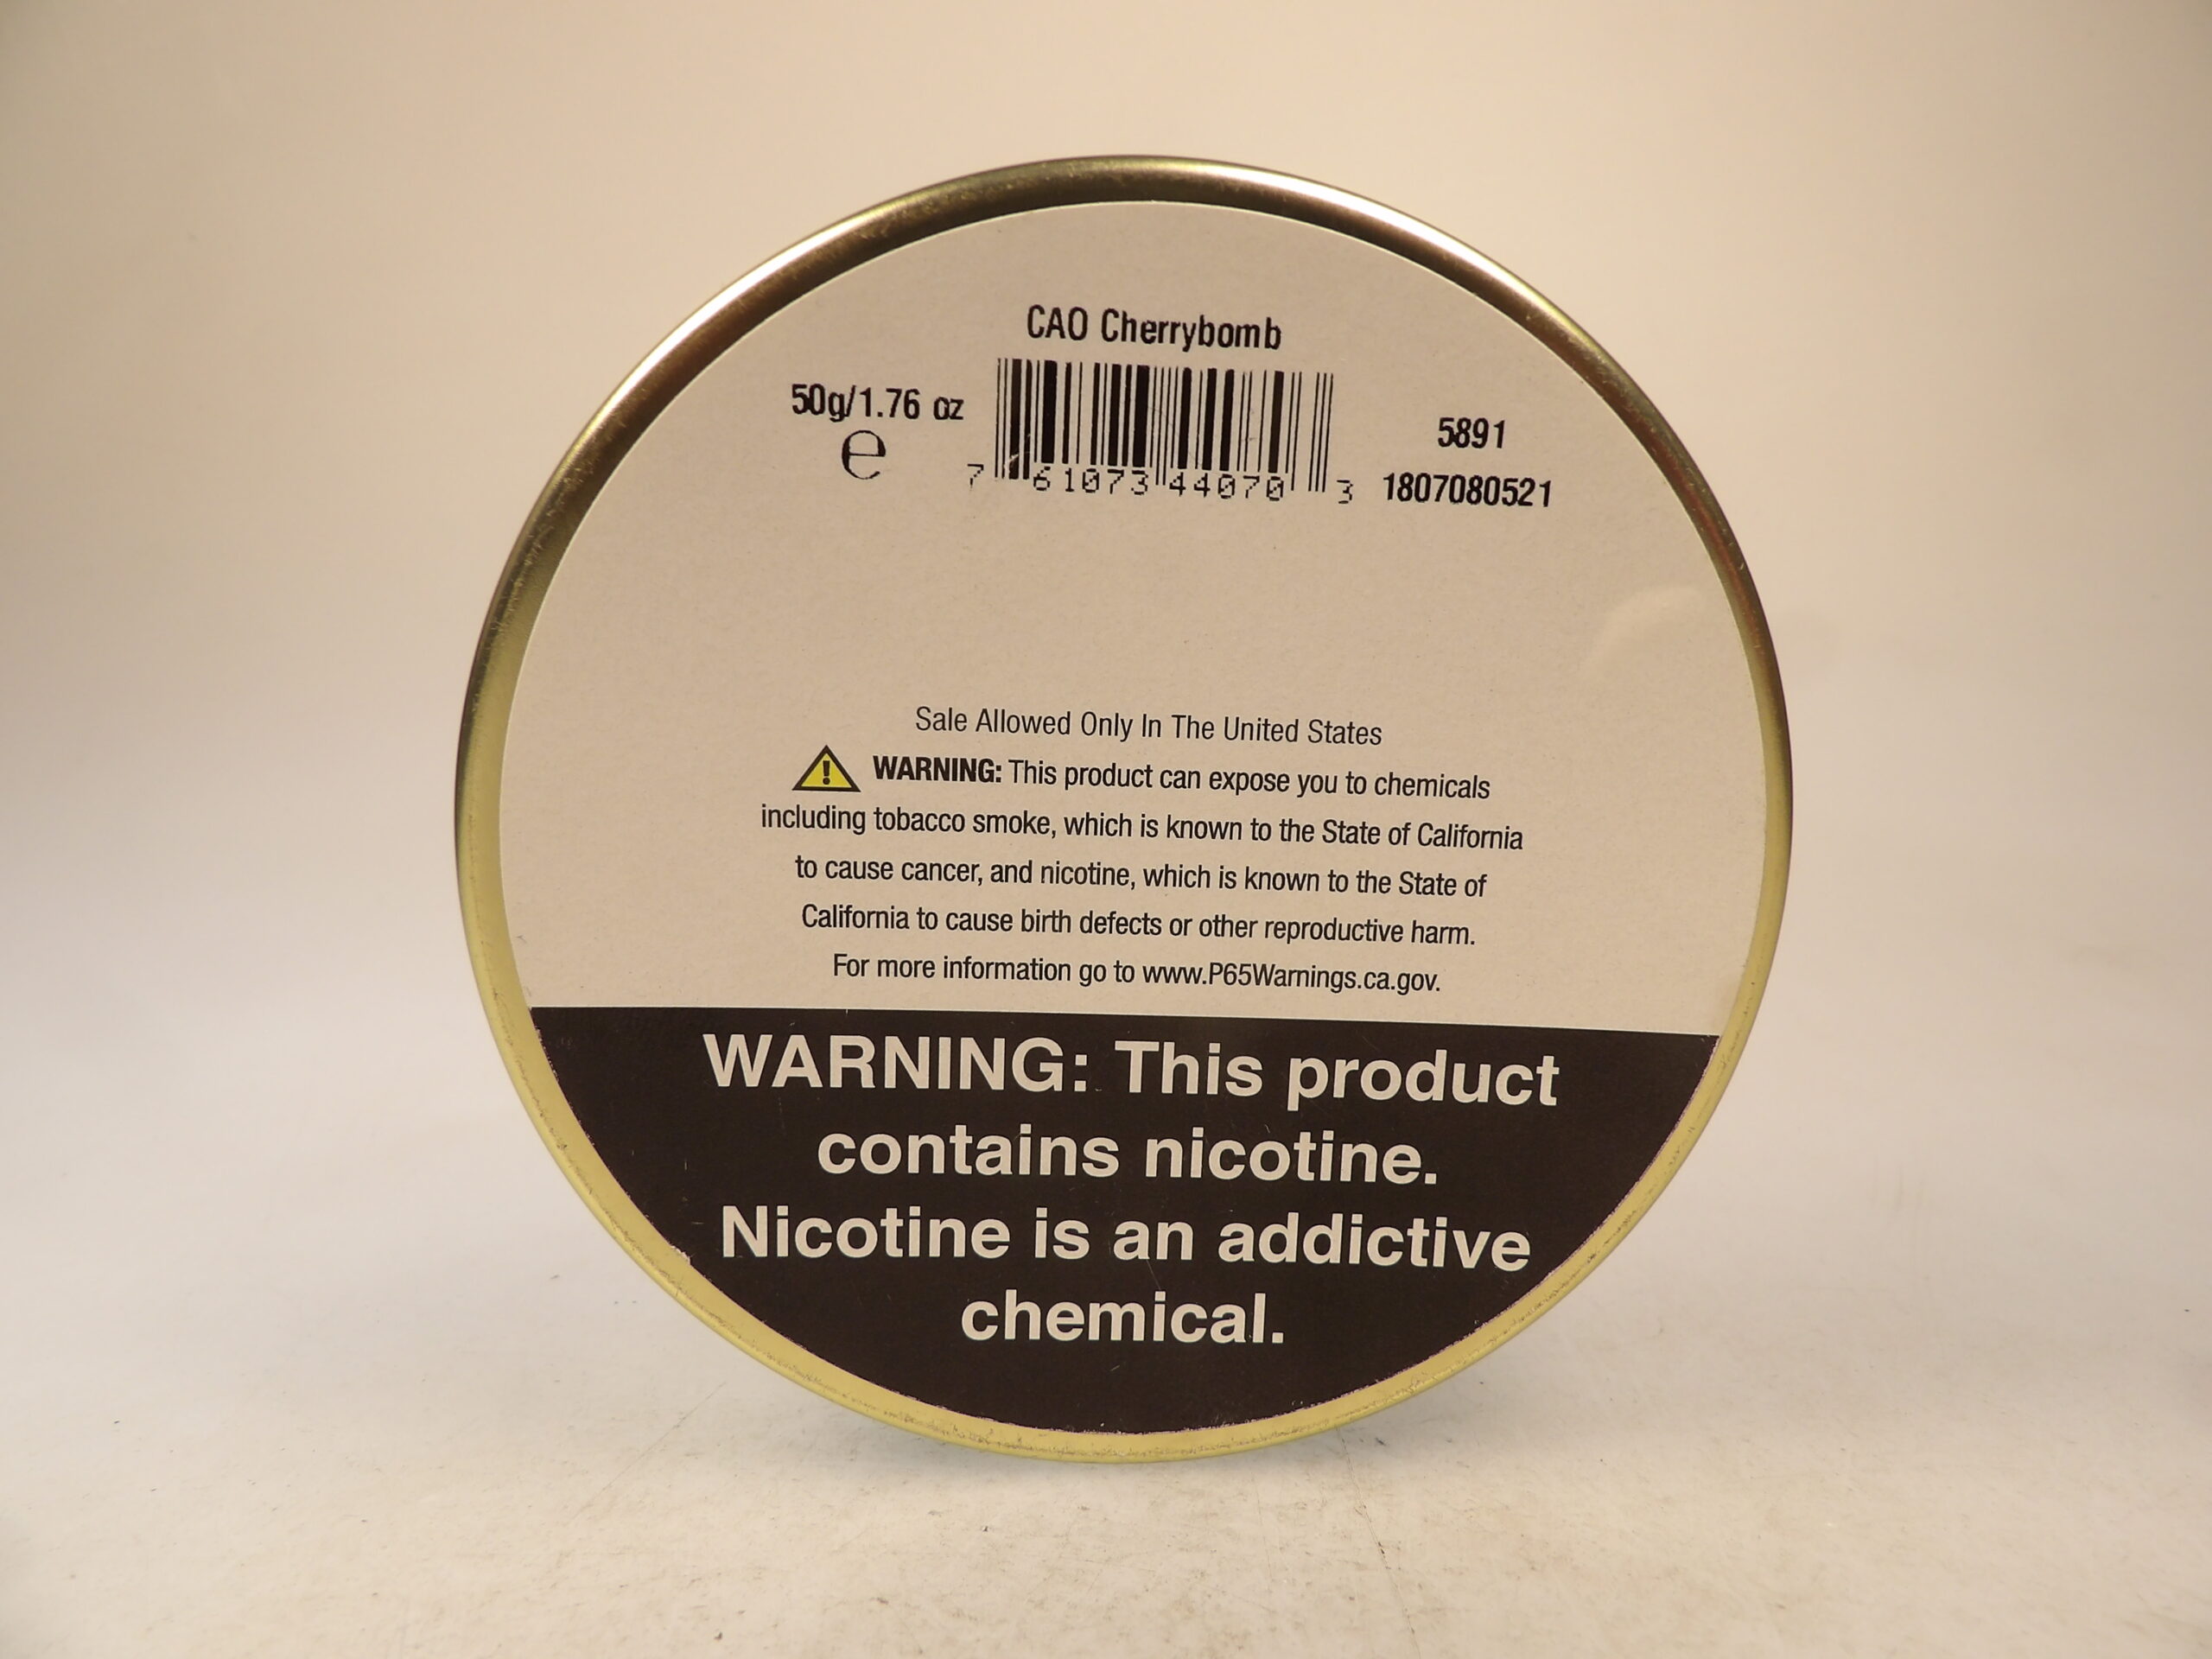 CAO Cherrybomb
50g/1.76 oz
e
7 61073 44070 3
5891
1807080521
Sale Allowed Only In The United States
WARNING: This product can expose you to chemicals
including tobacco smoke, which is known to the State of California
to cause cancer, and nicotine, which is known to the State of
California to cause birth defects or other reproductive harm.
For more information go to www.P65Warnings.ca.gov.
WARNING: This product
contains nicotine.
Nicotine is an addictive
chemical.